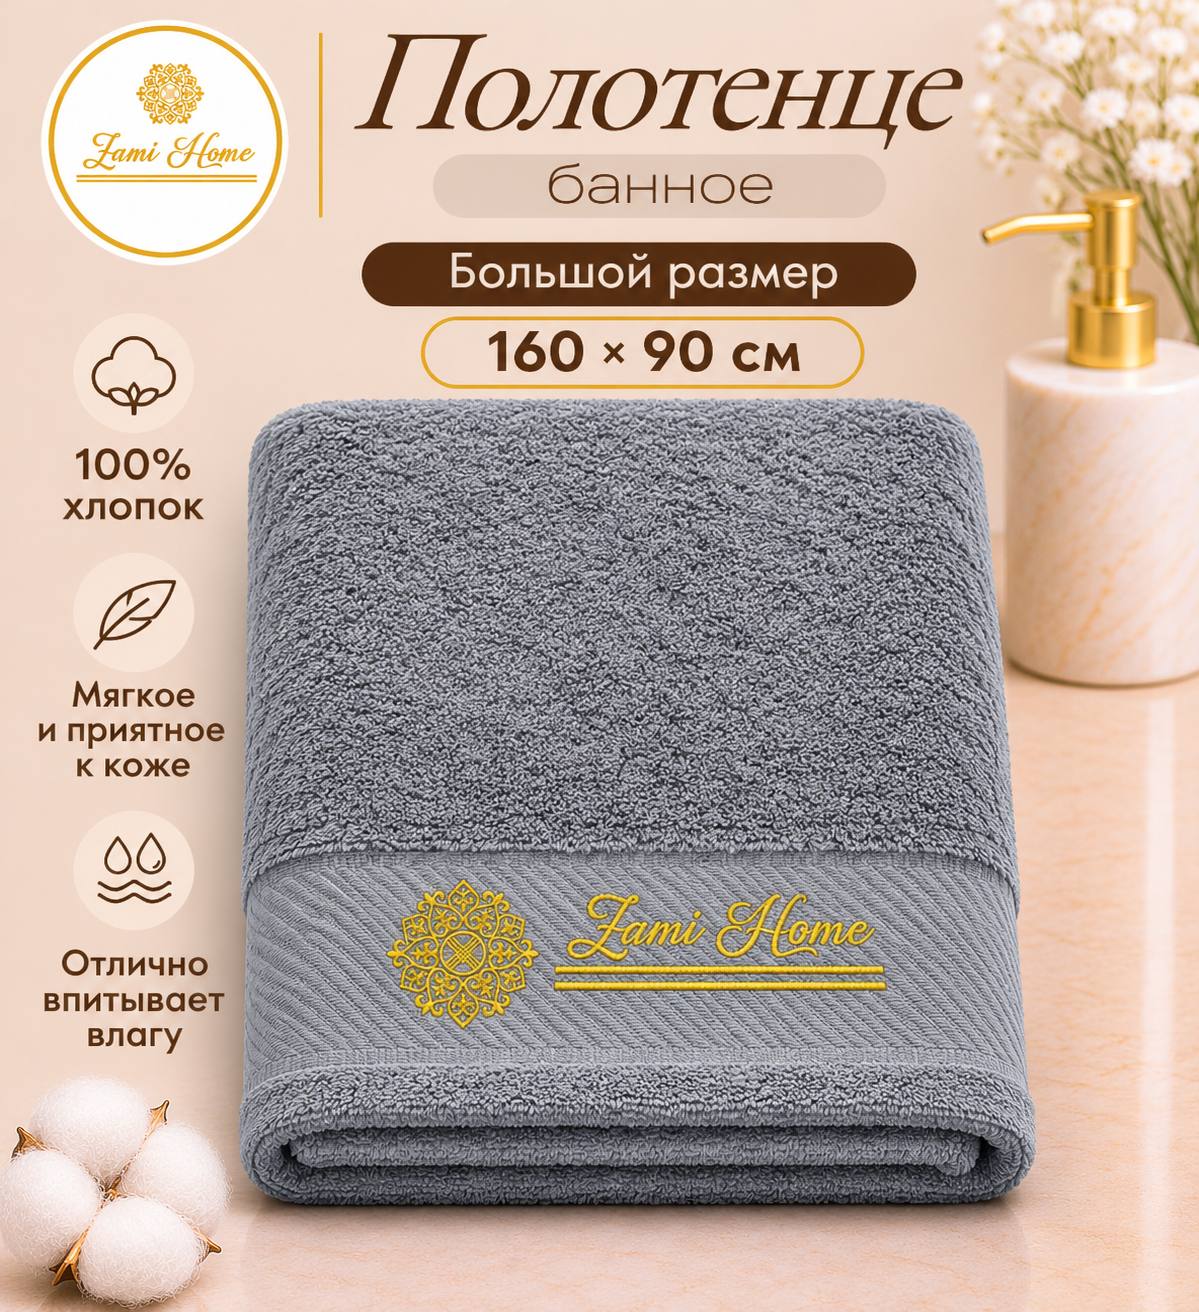 Zami Home
Полотенце
банное
Большой размер
160 × 90 см
100%
хлопок
Мягкое
и приятное
к коже
Отлично
впитывает
влагу
Zami Home